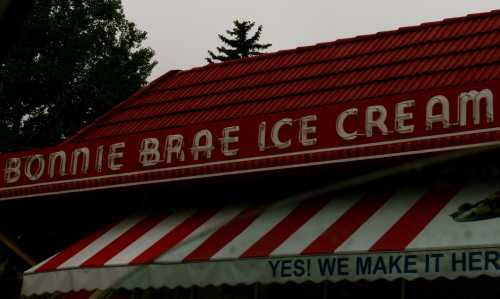 BONNIE BRAE ICE CREAM
YES! WE MAKE IT HER